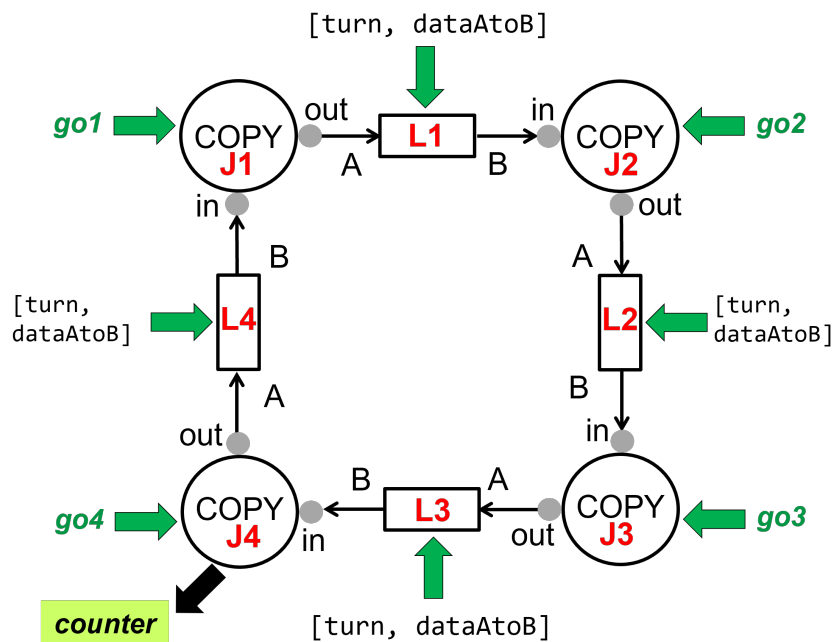 [turn, dataAtoB]
out
in
go1
COPY
J1
A
L1
B
COPY
J2
go2
in
out
B
A
[turn,
dataAtoB]
L4
L2
[turn,
dataAtoB]
A
B
out
in
go4
COPY
J4
in
B
L3
A
out
COPY
J3
go3
counter
[turn, dataAtoB]